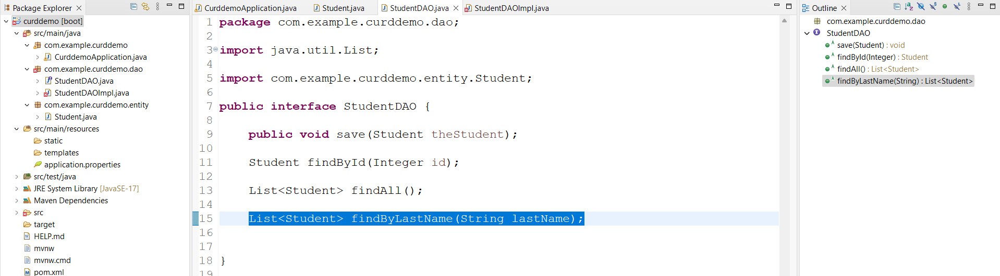 Package Explorer
curddemo [boot]
src/main/java
com.example.curddemo
CurddemoApplication.java
com.example.curddemo.dao
StudentDAO.java
StudentDAOImpl.java
com.example.curddemo.entity
Student.java
src/main/resources
static
templates
application.properties
src/test/java
JRE System Library [JavaSE-17]
Maven Dependencies
src
target
HELP.md
mvnw
mvnw.cmd
pom.xml
CurddemoApplication.java Student.java StudentDAO.java StudentDAOImpl.java
1 package com.example.curddemo.dao;
2
3 import java.util.List;
4
5 import com.example.curddemo.entity.Student;
6
7 public interface StudentDAO {
8
9 public void save(Student theStudent);
10
11 Student findById(Integer id);
12
13 List<Student> findAll();
14
15 List<Student> findByLastName(String lastName);
16
17
18 }
19
Outline
com.example.curddemo.dao
StudentDAO
save(Student) : void
findById(Integer) : Student
findAll() : List<Student>
findByLastName(String) : List<Student>